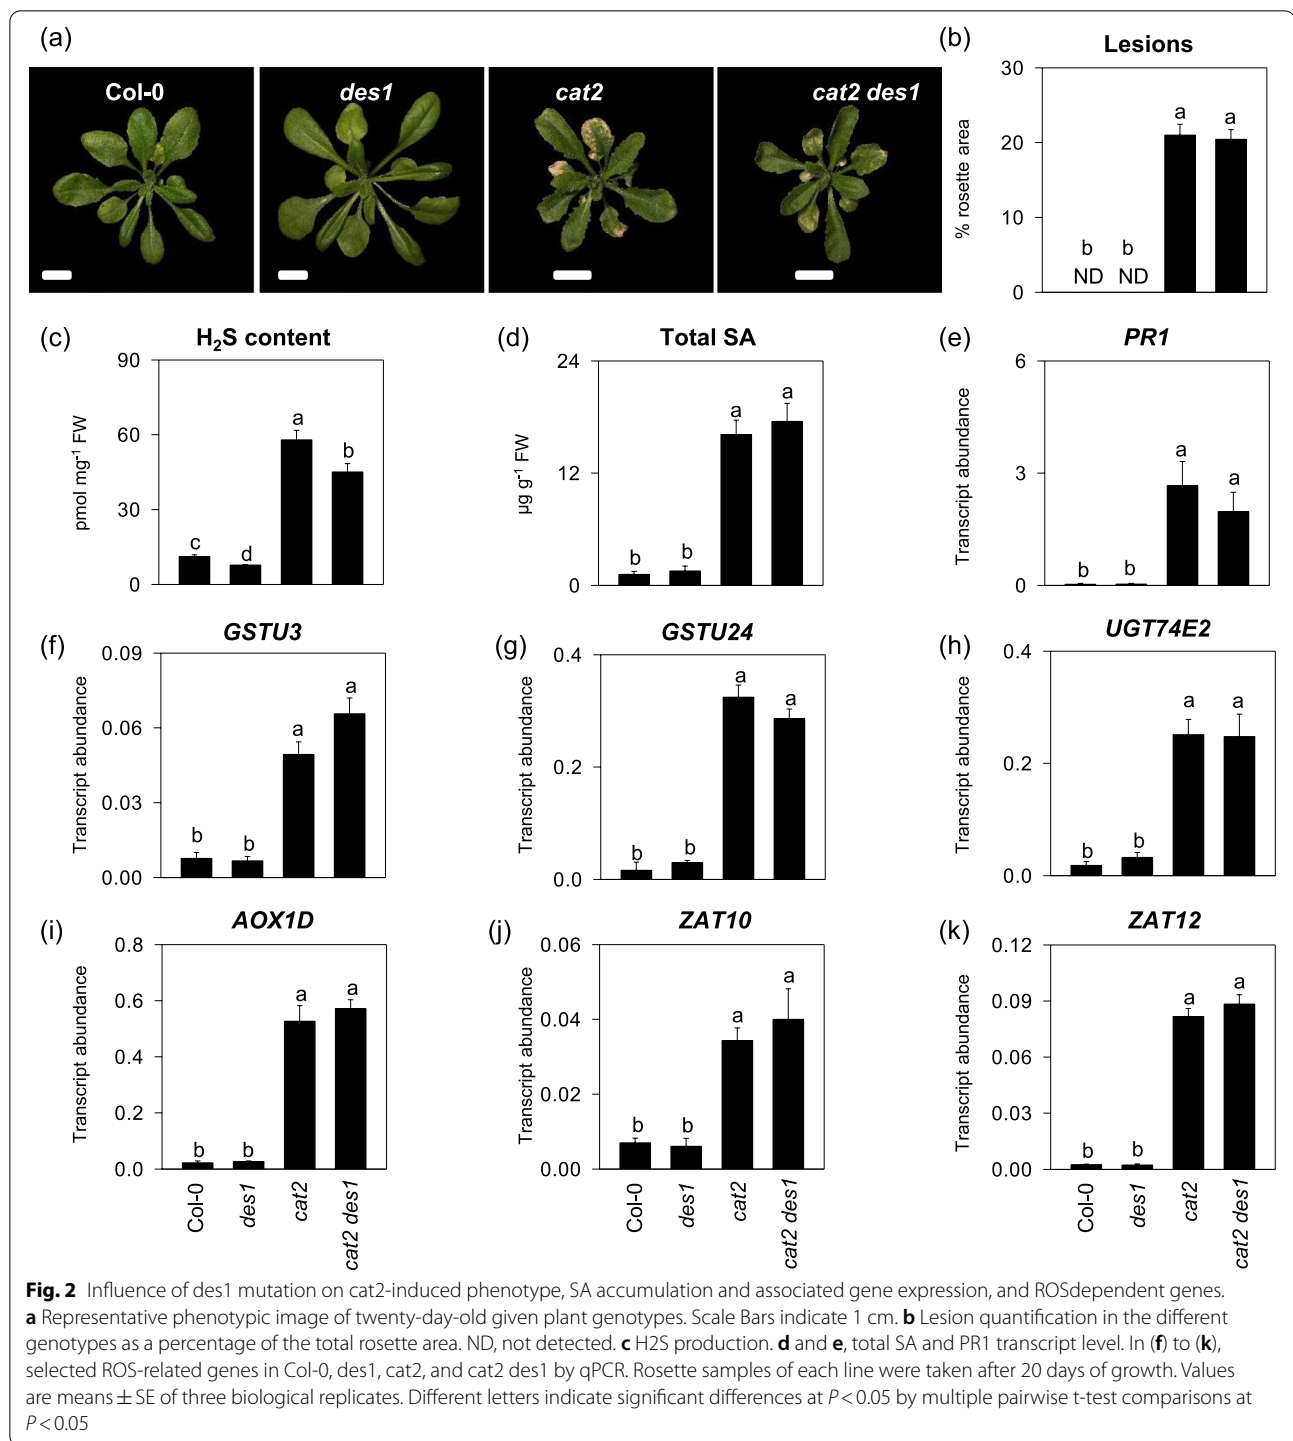 (a)
Col-0
des1
cat2
cat2 des1
(b)
Lesions
% rosette area
30
20
10
0
b
ND
b
ND
a
a
(c)
H₂S content
pmol mg⁻¹ FW
90
60
30
0
c
d
a
b
(d)
Total SA
µg g⁻¹ FW
24
12
0
b
b
a
a
(e)
PR1
Transcript abundance
6
3
0
b
b
a
a
(f)
GSTU3
Transcript abundance
0.09
0.06
0.03
0.00
b
b
a
a
(g)
GSTU24
Transcript abundance
0.4
0.2
0.0
b
b
a
a
(h)
UGT74E2
Transcript abundance
0.4
0.2
0.0
b
b
a
a
(i)
AOX1D
Transcript abundance
0.8
0.6
0.4
0.2
0.0
b
b
a
a
Col-0
des1
cat2
cat2 des1
(j)
ZAT10
Transcript abundance
0.06
0.04
0.02
0.00
b
b
a
a
Col-0
des1
cat2
cat2 des1
(k)
ZAT12
Transcript abundance
0.12
0.09
0.06
0.03
0.00
b
b
a
a
Col-0
des1
cat2
cat2 des1
Fig. 2 Influence of des1 mutation on cat2-induced phenotype, SA accumulation and associated gene expression, and ROSdependent genes.
a Representative phenotypic image of twenty-day-old given plant genotypes. Scale Bars indicate 1 cm. b Lesion quantification in the different
genotypes as a percentage of the total rosette area. ND, not detected. c H2S production. d and e, total SA and PR1 transcript level. In (f) to (k),
selected ROS-related genes in Col-0, des1, cat2, and cat2 des1 by qPCR. Rosette samples of each line were taken after 20 days of growth. Values
are means ± SE of three biological replicates. Different letters indicate significant differences at P < 0.05 by multiple pairwise t-test comparisons at
P < 0.05